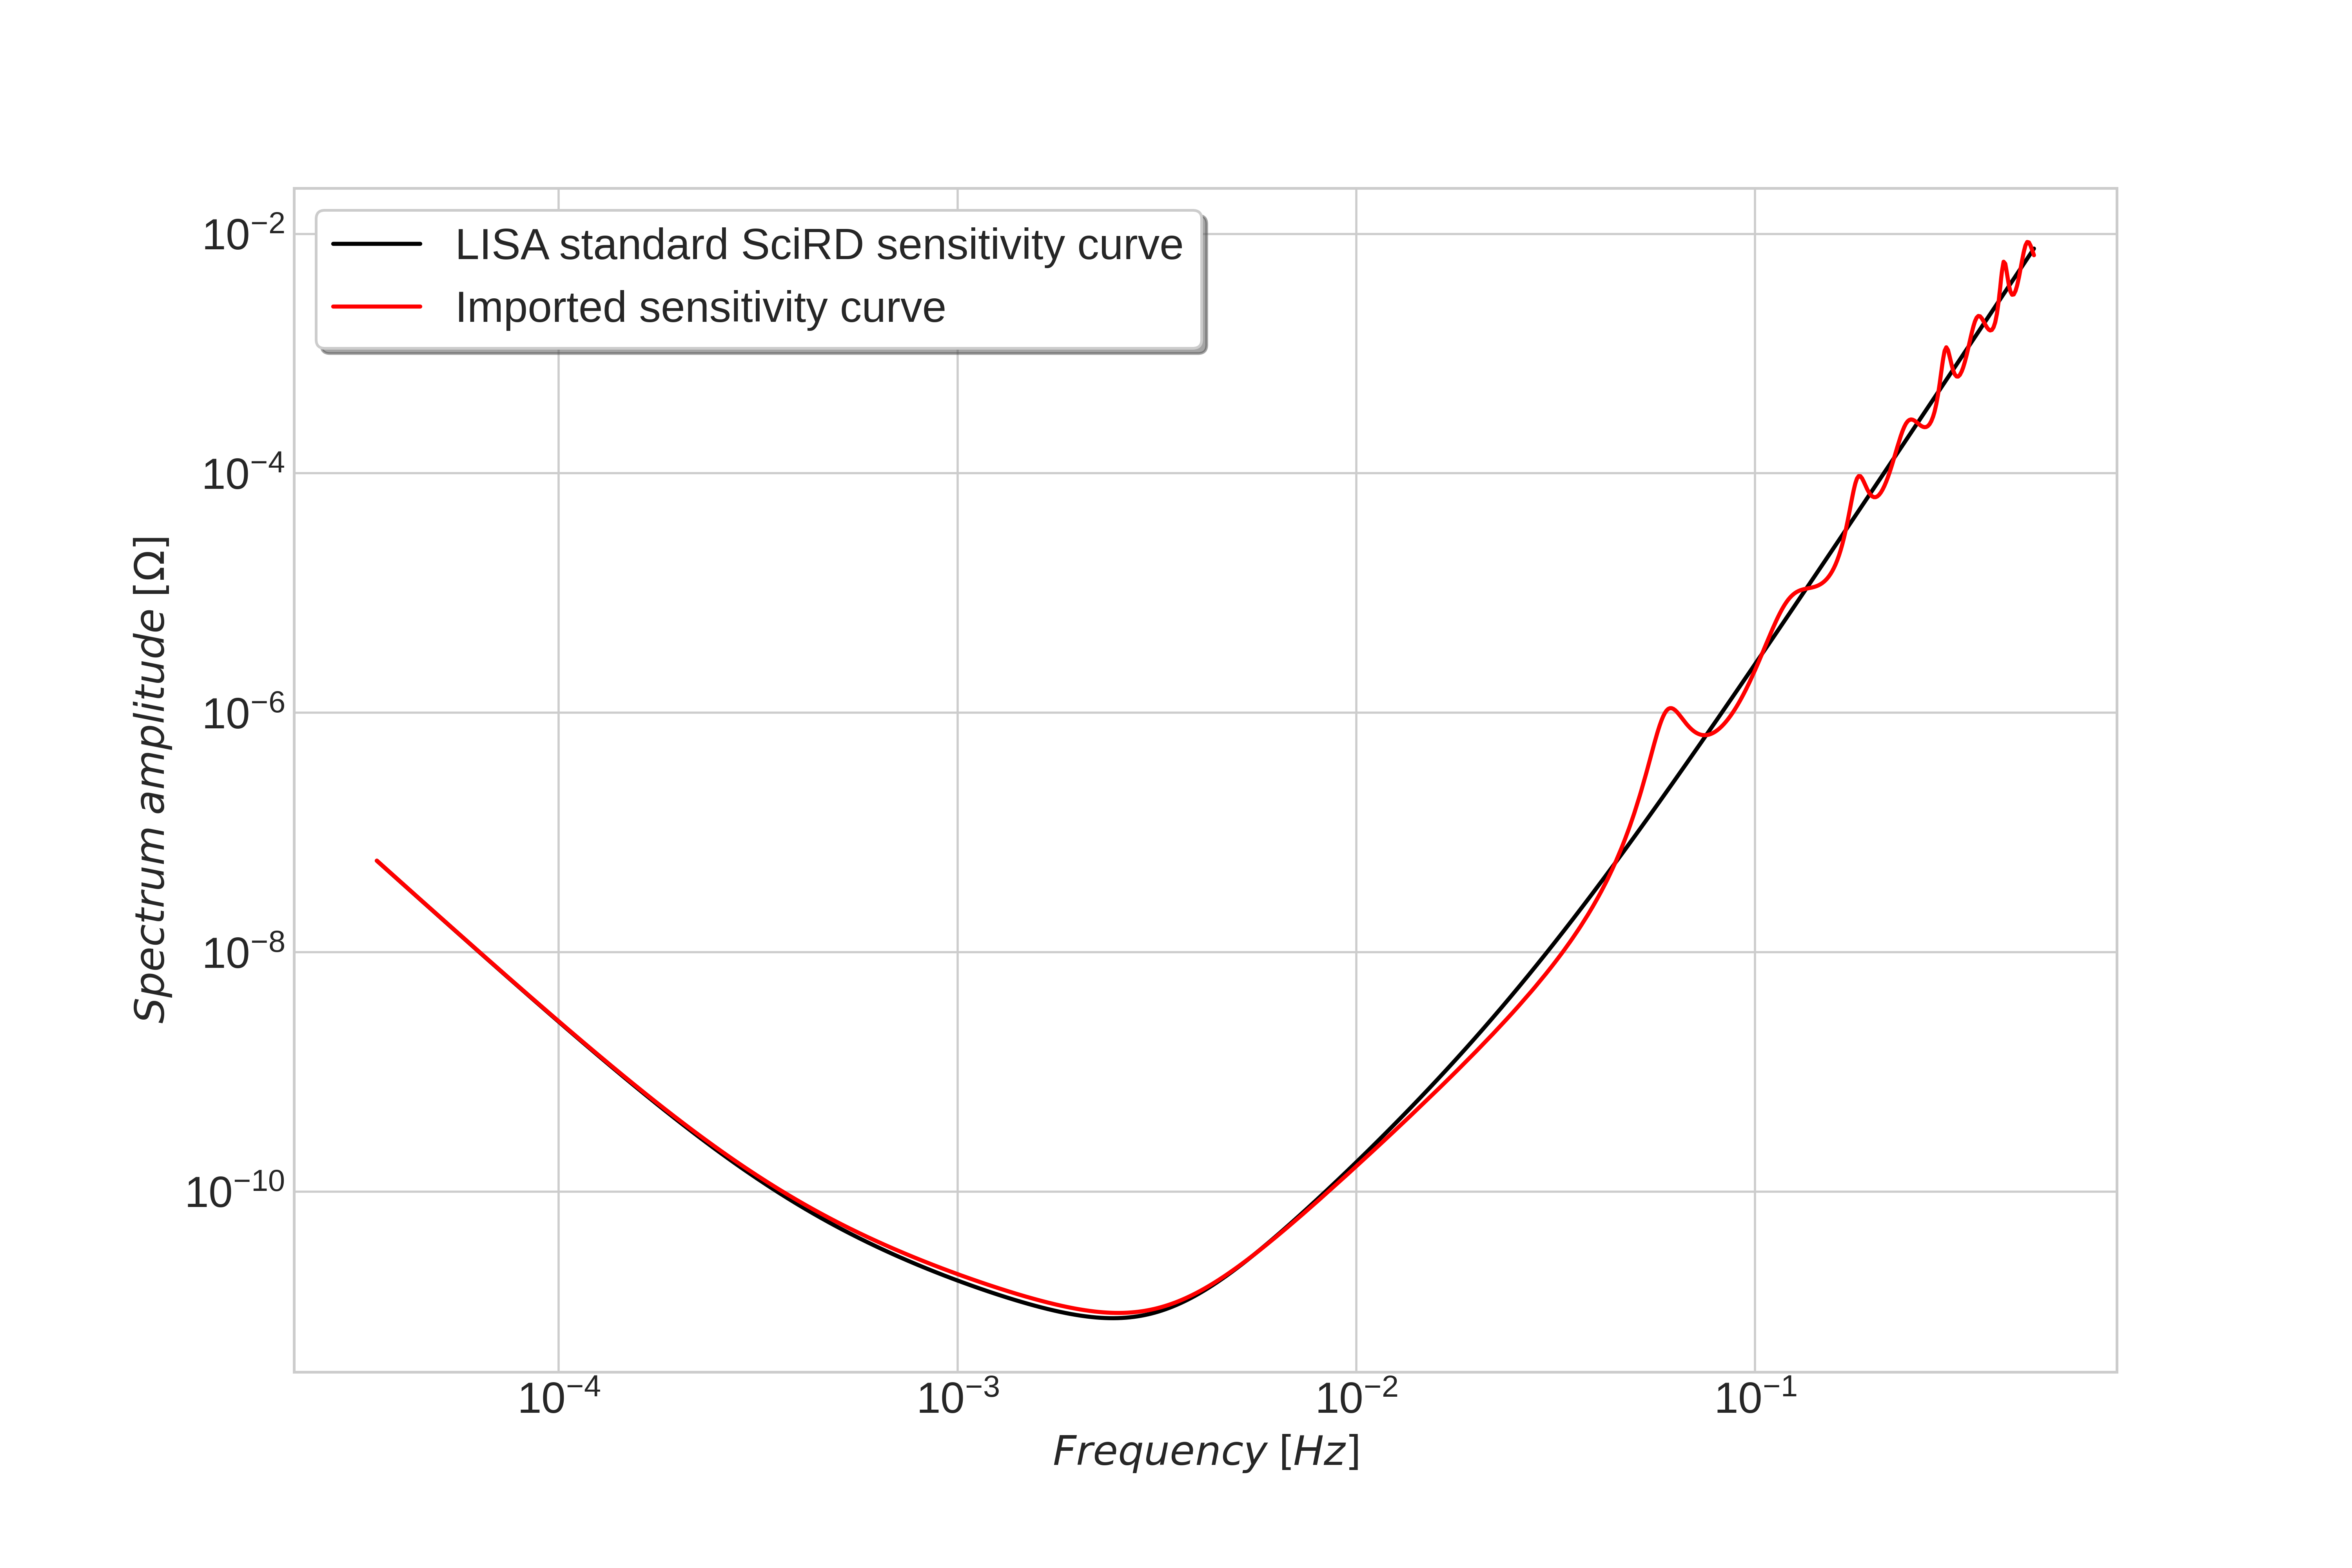 LISA standard SciRD sensitivity curve
Imported sensitivity curve
Spectrum amplitude [Ω]
10⁻²
10⁻⁴
10⁻⁶
10⁻⁸
10⁻¹⁰
10⁻⁴ 10⁻³ 10⁻² 10⁻¹
Frequency [Hz]